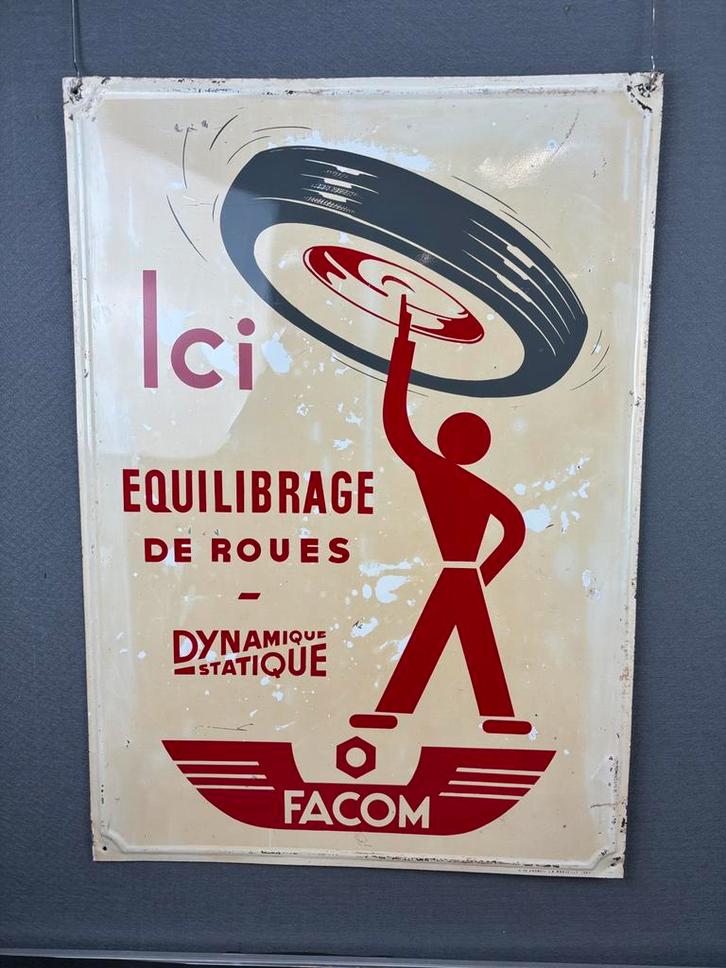 Ici
EQUILIBRAGE
DE ROUES
-
DYNAMIQUE
STATIQUE
FACOM